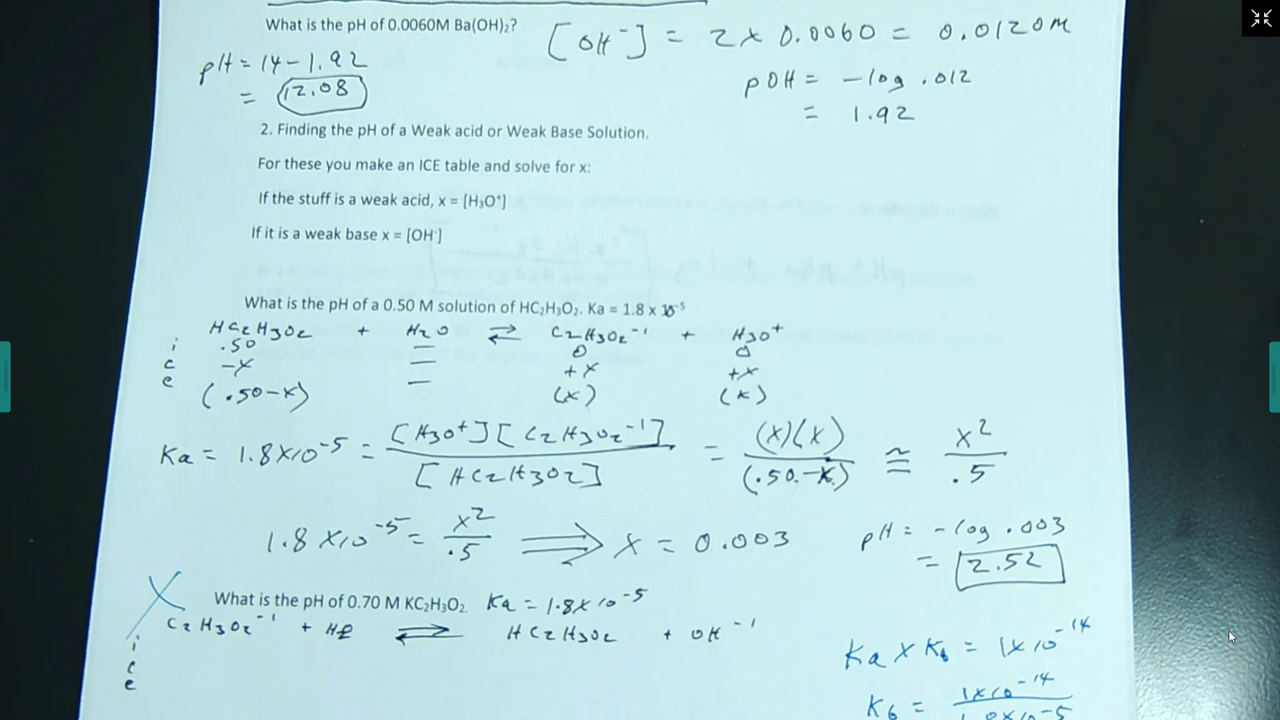 What is the pH of 0.0060M Ba(OH)₂? [OH⁻] = 2 x 0.0060 = 0.0120 M
pH = 14 - 1.92 pOH = -log .012
= 12.08 = 1.92
2. Finding the pH of a Weak acid or Weak Base Solution.
For these you make an ICE table and solve for x:
If the stuff is a weak acid, x = [H₃O⁺]
If it is a weak base x = [OH⁻]
What is the pH of a 0.50 M solution of HC₂H₃O₂. Ka = 1.8 x 10⁻⁵
HC₂H₃O₂ + H₂O ⇌ C₂H₃O₂⁻¹ + H₃O⁺
i .50 — 0 0
c -x — +x +x
e (.50-x) — (x) (x)
Ka = 1.8x10⁻⁵ = [H₃O⁺][C₂H₃O₂⁻¹] / [HC₂H₃O₂] = (x)(x) / (.50-x) ≅ x² / .5
1.8 x10⁻⁵ = x² / .5 ⟹ x = 0.003 pH = -log .003
= 2.52
What is the pH of 0.70 M KC₂H₃O₂ Ka = 1.8x10⁻⁵
C₂H₃O₂⁻¹ + ⇌ HC₂H₃O₂ + OH⁻¹
i
c
e
Ka x Kb = 1x10⁻¹⁴
Kb = 1x10⁻¹⁴ /